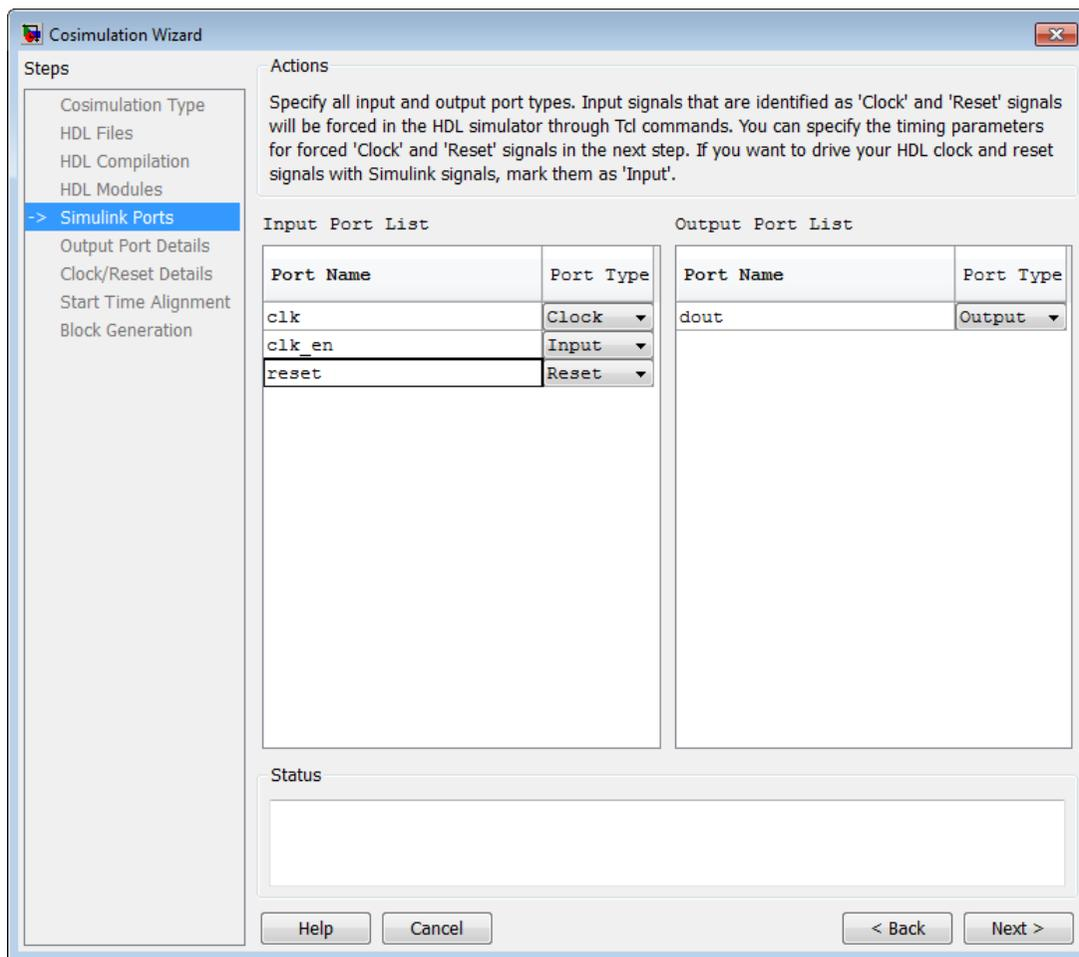 Cosimulation Wizard
Steps
Cosimulation Type
HDL Files
HDL Compilation
HDL Modules
-> Simulink Ports
Output Port Details
Clock/Reset Details
Start Time Alignment
Block Generation
Actions
Specify all input and output port types. Input signals that are identified as 'Clock' and 'Reset' signals
will be forced in the HDL simulator through Tcl commands. You can specify the timing parameters
for forced 'Clock' and 'Reset' signals in the next step. If you want to drive your HDL clock and reset
signals with Simulink signals, mark them as 'Input'.
Input Port List
Port Name Port Type
clk Clock
clk_en Input
reset Reset
Output Port List
Port Name Port Type
dout Output
Status
Help Cancel < Back Next >